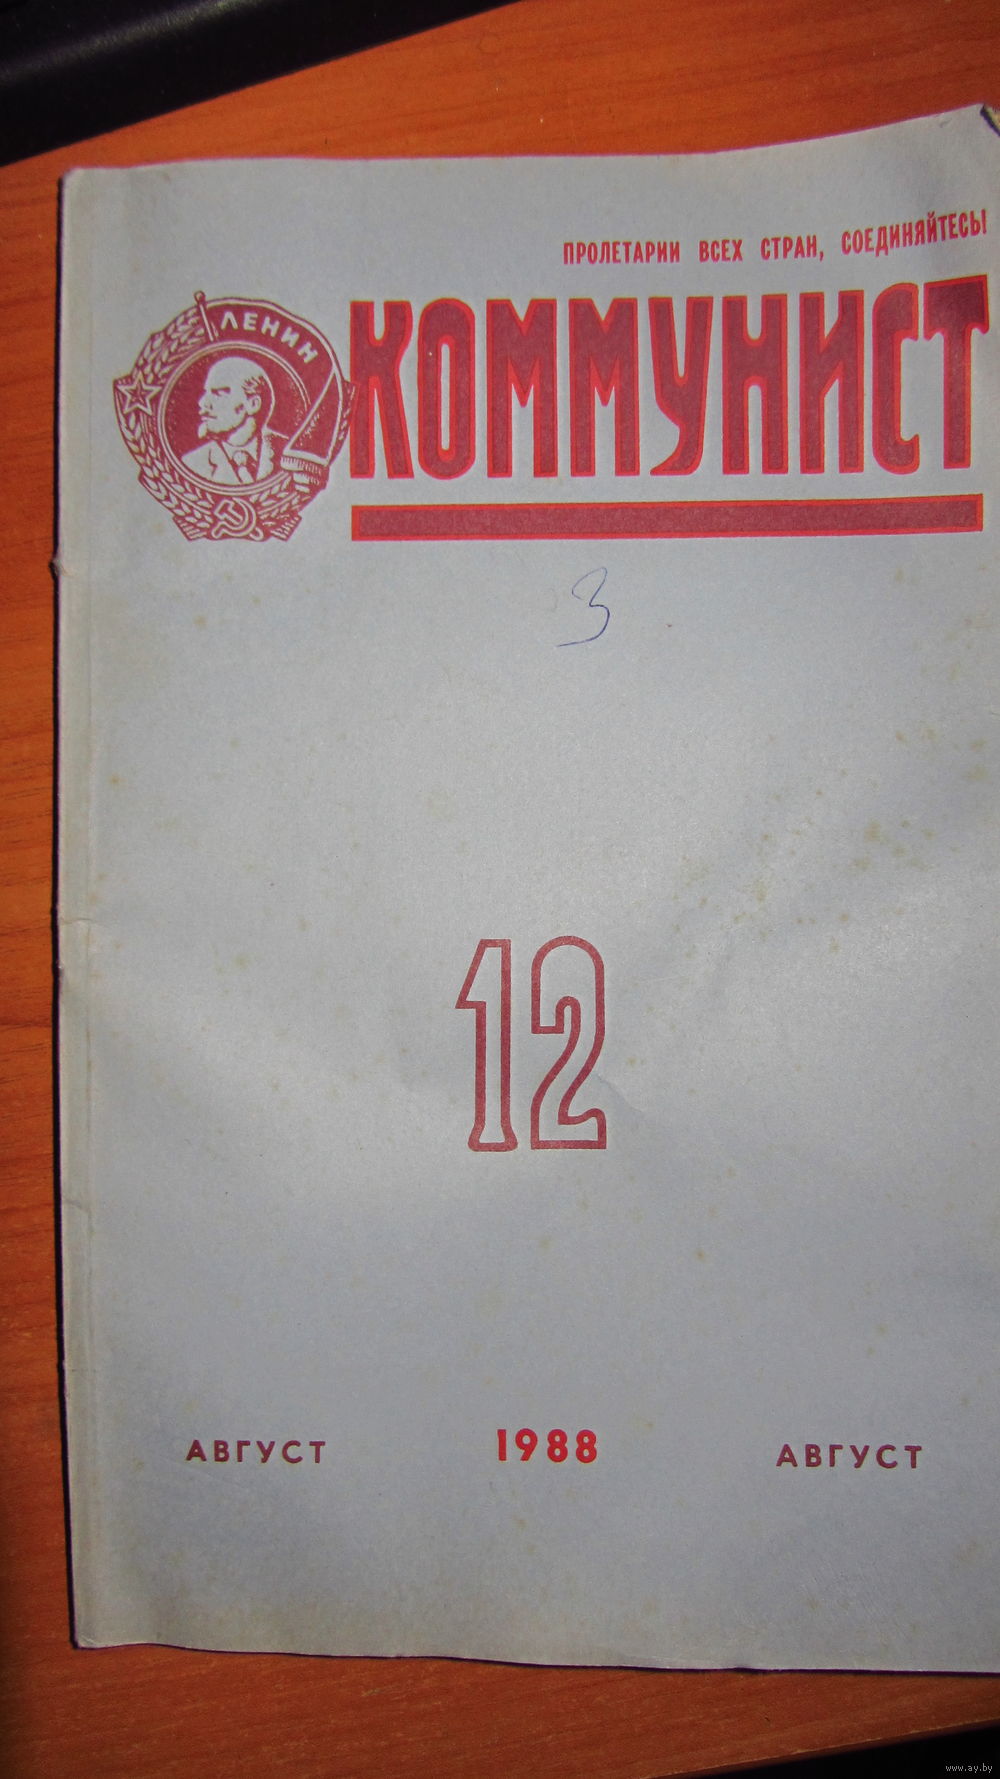 ПРОЛЕТАРИИ ВСЕХ СТРАН, СОЕДИНЯЙТЕСЬ!
ЛЕНИН
КОММУНИСТ
3
12
АВГУСТ 1988 АВГУСТ
www.ay.by